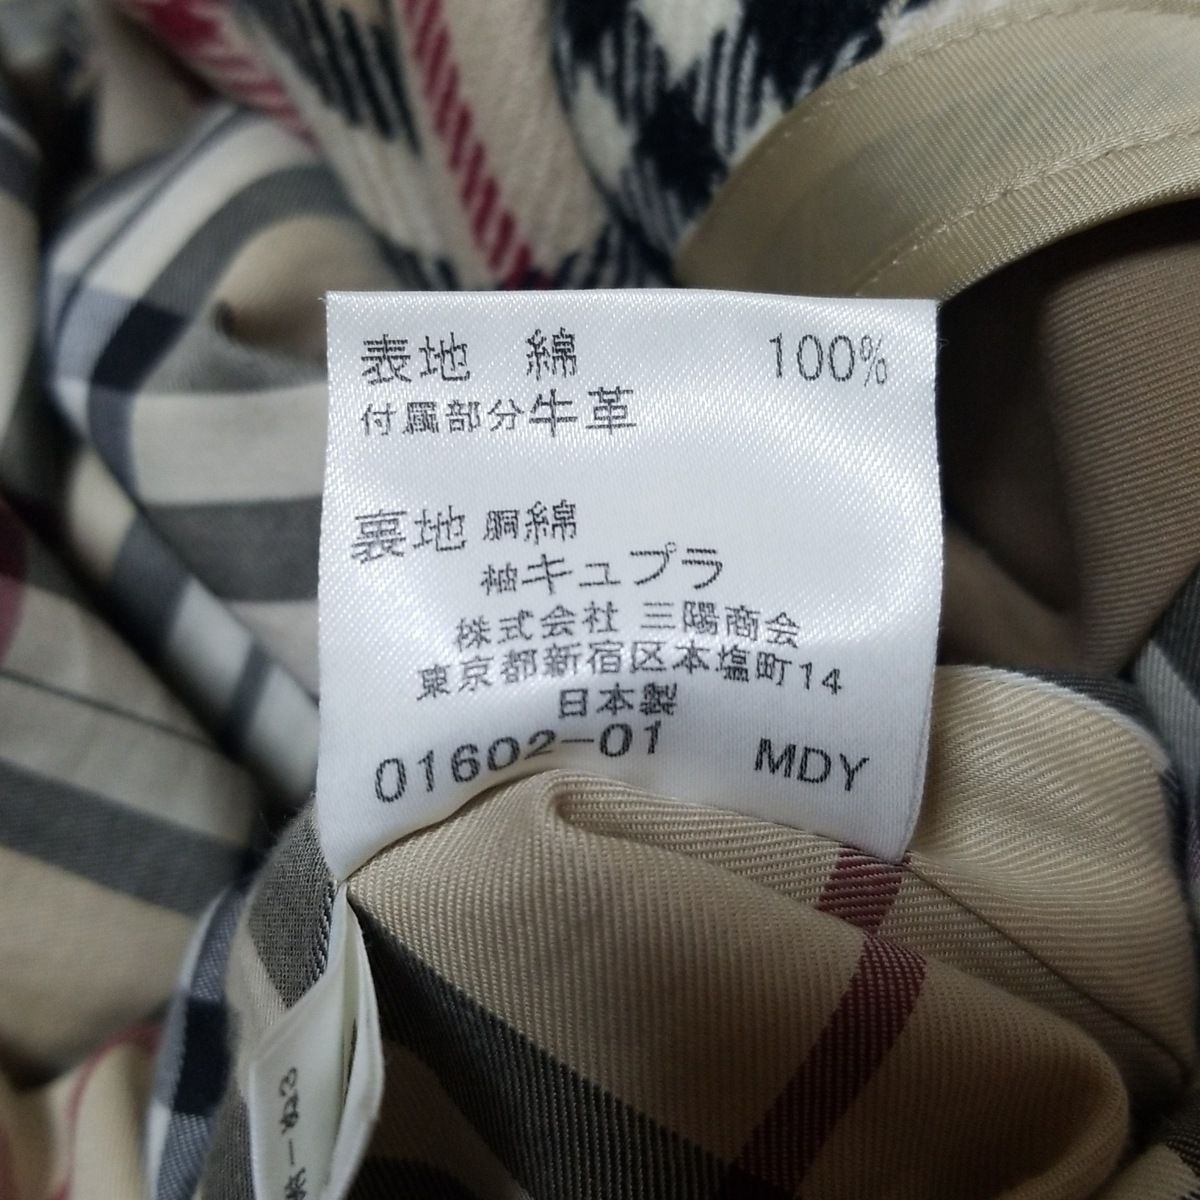 表地 綿 100%
付属部分牛革
裏地 胴綿
袖キュプラ
株式会社 三陽商会
東京都新宿区本塩町14
日本製
01602-01 MDY